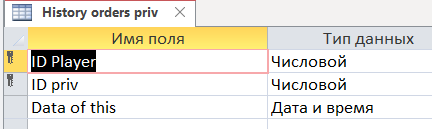 History orders priv
Имя поля Тип данных
ID Player Числовой
ID priv Числовой
Data of this Дата и время